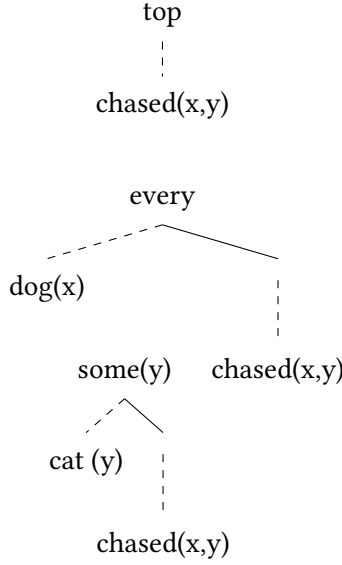 top
chased(x,y)
every
dog(x)
some(y) chased(x,y)
cat (y)
chased(x,y)